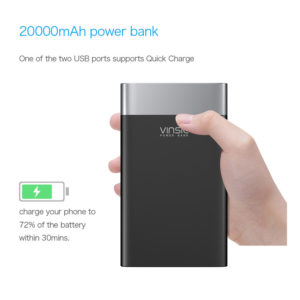 20000mAh power bank
One of the two USB ports supports Quick Charge
VINSIC
POWER BANK
charge your phone to
72% of the battery
within 30mins.